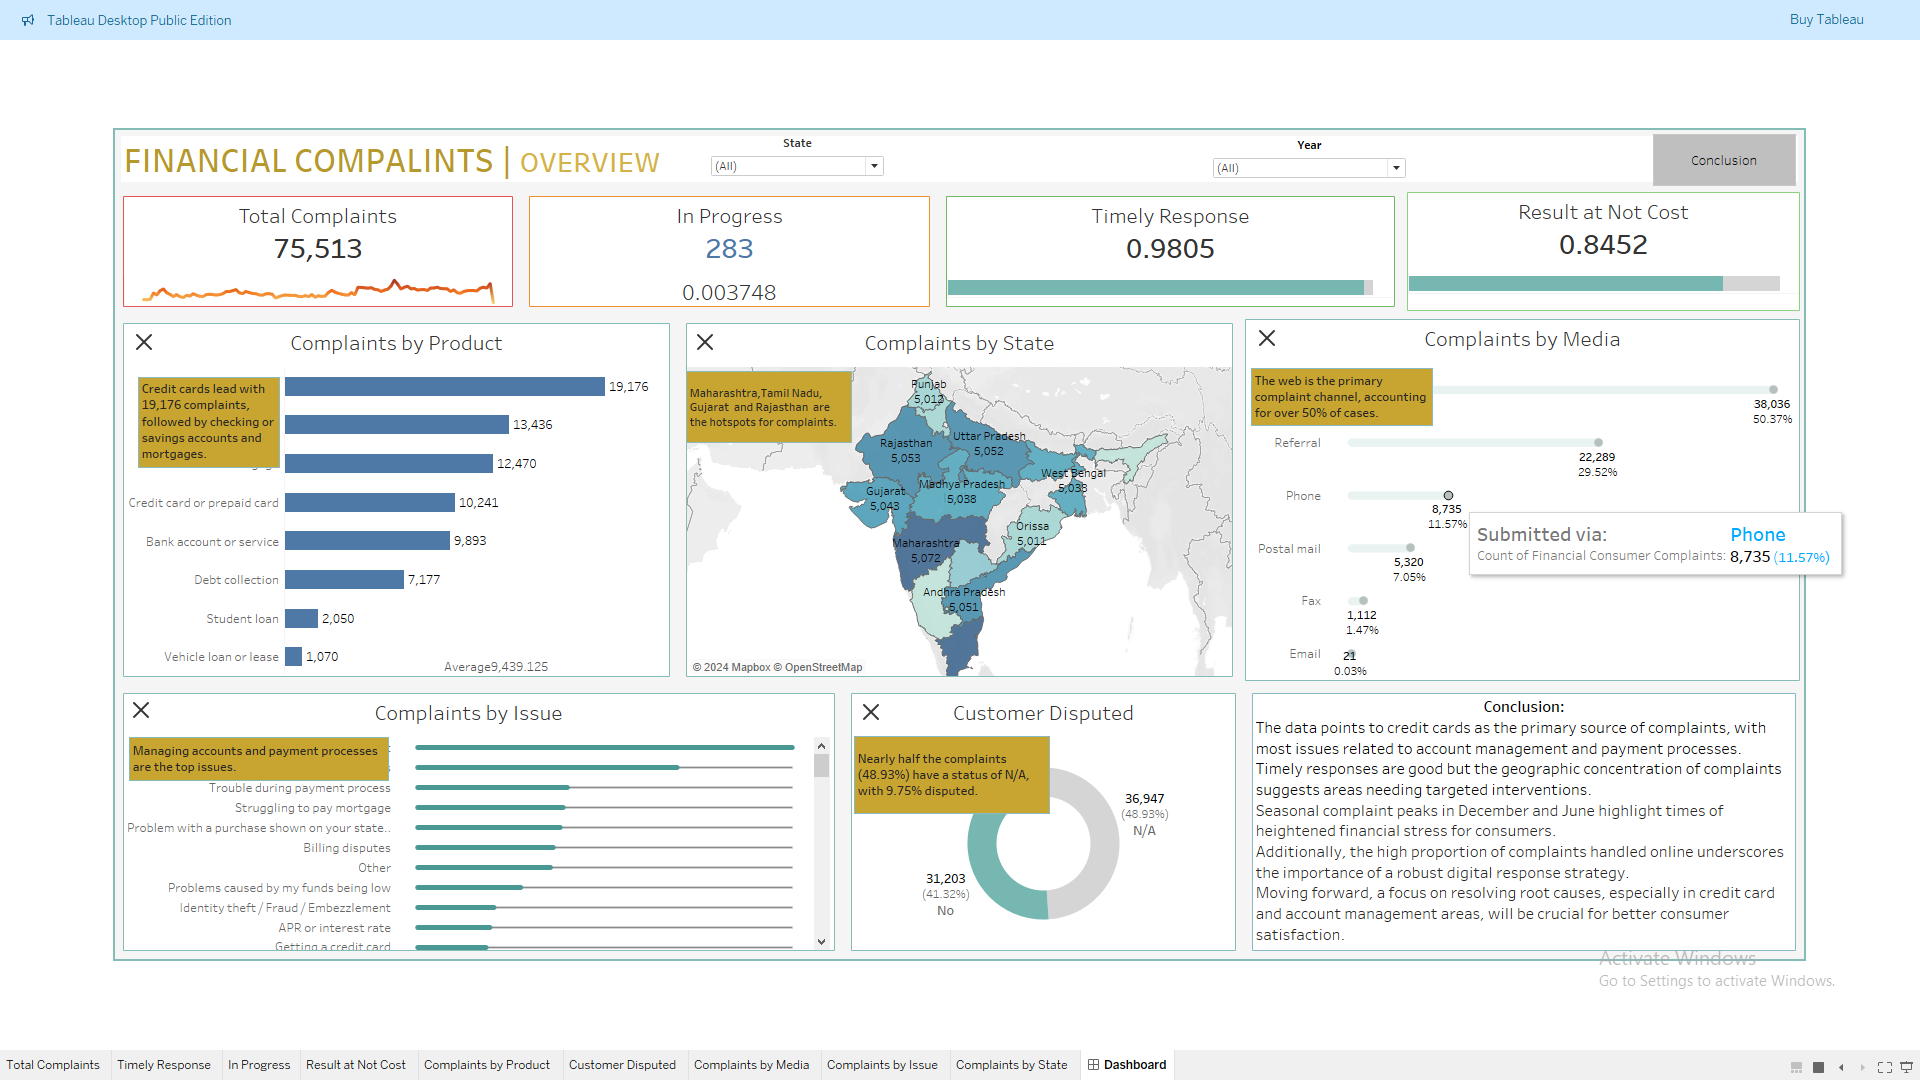 Tableau Desktop Public Edition
Buy Tableau
FINANCIAL COMPALINTS | OVERVIEW
State
(All)
Year
(All)
Conclusion
Total Complaints
75,513
In Progress
283
0.003748
Timely Response
0.9805
Result at Not Cost
0.8452
Complaints by Product
Credit cards lead with
19,176 complaints,
followed by checking or
savings accounts and
mortgages.
19,176
13,436
12,470
Credit card or prepaid card
10,241
Bank account or service
9,893
Debt collection
7,177
Student loan
2,050
Vehicle loan or lease
1,070
Average9,439.125
Complaints by State
Maharashtra,Tamil Nadu,
Gujarat and Rajasthan are
the hotspots for complaints.
Punjab
5,012
Rajasthan
5,053
Uttar Pradesh
5,052
West Bengal
5,033
Gujarat
5,043
Madhya Pradesh
5,038
Orissa
5,011
Maharashtra
5,072
Andhra Pradesh
5,051
© 2024 Mapbox © OpenStreetMap
Complaints by Media
The web is the primary
complaint channel, accounting
for over 50% of cases.
38,036
50.37%
Referral
22,289
29.52%
Phone
8,735
11.57%
Submitted via: Phone
Count of Financial Consumer Complaints: 8,735 (11.57%)
Postal mail
5,320
7.05%
Fax
1,112
1.47%
Email
21
0.03%
Complaints by Issue
Managing accounts and payment processes
are the top issues.
Trouble during payment process
Struggling to pay mortgage
Problem with a purchase shown on your state..
Billing disputes
Other
Problems caused by my funds being low
Identity theft / Fraud / Embezzlement
APR or interest rate
Getting a credit card
Customer Disputed
Nearly half the complaints
(48.93%) have a status of N/A,
with 9.75% disputed.
36,947
(48.93%)
N/A
31,203
(41.32%)
No
Conclusion:
The data points to credit cards as the primary source of complaints, with
most issues related to account management and payment processes.
Timely responses are good but the geographic concentration of complaints
suggests areas needing targeted interventions.
Seasonal complaint peaks in December and June highlight times of
heightened financial stress for consumers.
Additionally, the high proportion of complaints handled online underscores
the importance of a robust digital response strategy.
Moving forward, a focus on resolving root causes, especially in credit card
and account management areas, will be crucial for better consumer
satisfaction.
Activate Windows
Go to Settings to activate Windows.
Total Complaints
Timely Response
In Progress
Result at Not Cost
Complaints by Product
Customer Disputed
Complaints by Media
Complaints by Issue
Complaints by State
Dashboard